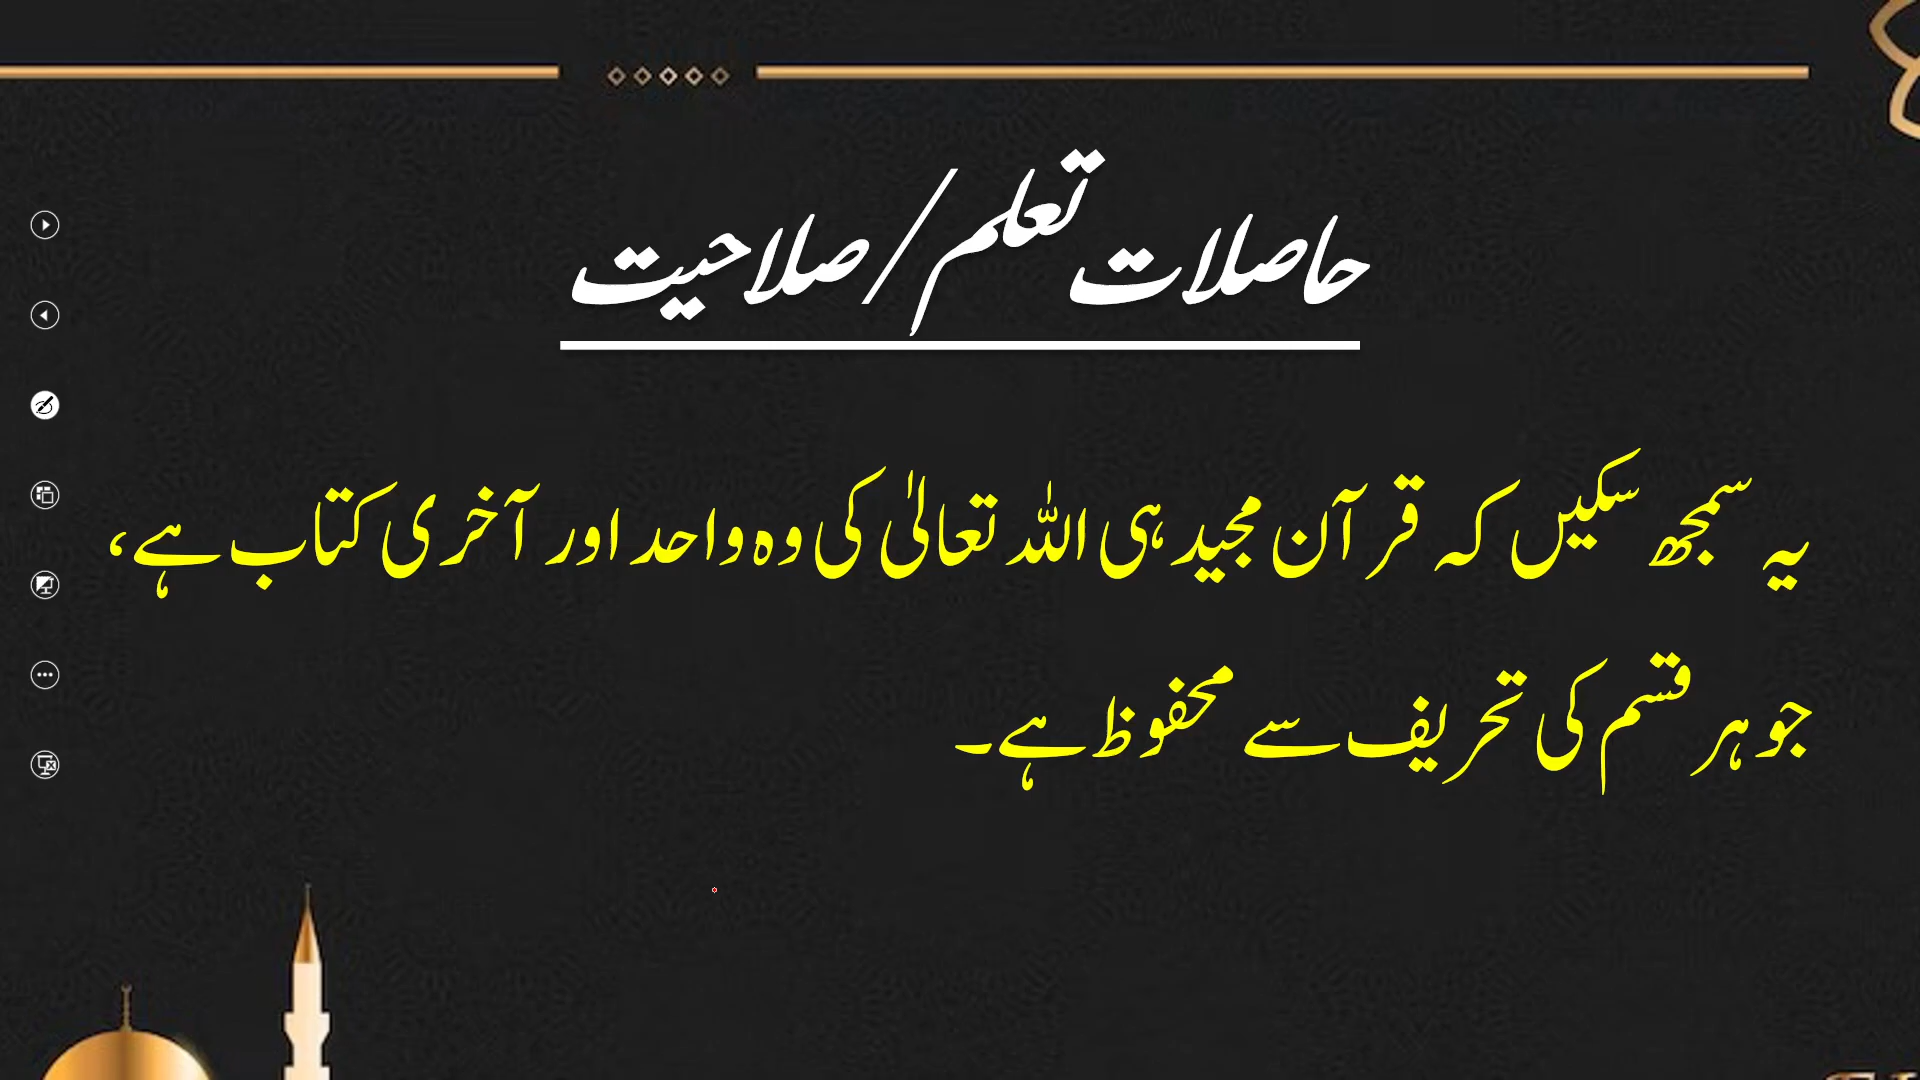 حاصلات تعلم/صلاحیت
یہ سمجھ سکیں کہ قرآن مجید ہی اللہ تعالیٰ کی وہ واحد اور آخری کتاب ہے،
جو ہر قسم کی تحریف سے محفوظ ہے۔